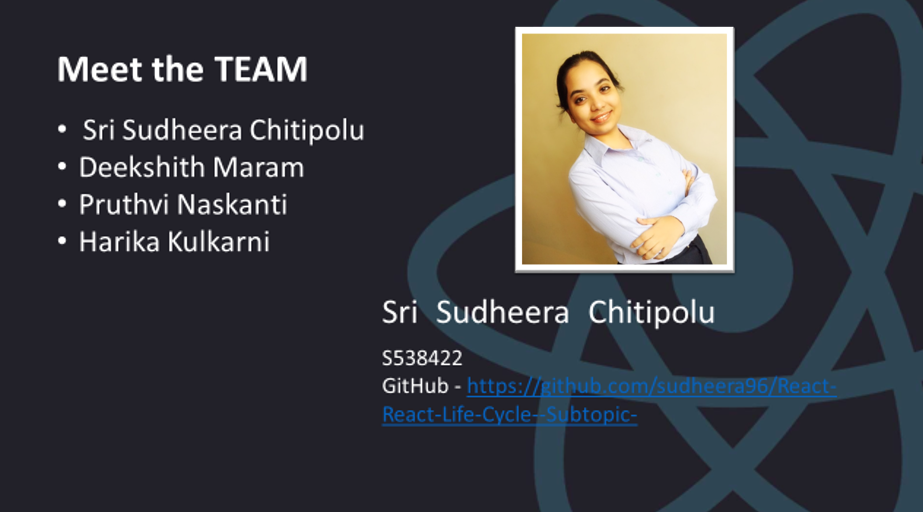 Meet the TEAM
• Sri Sudheera Chitipolu
• Deekshith Maram
• Pruthvi Naskanti
• Harika Kulkarni
Sri Sudheera Chitipolu
S538422
GitHub - https://github.com/sudheera96/React-
React-Life-Cycle--Subtopic-